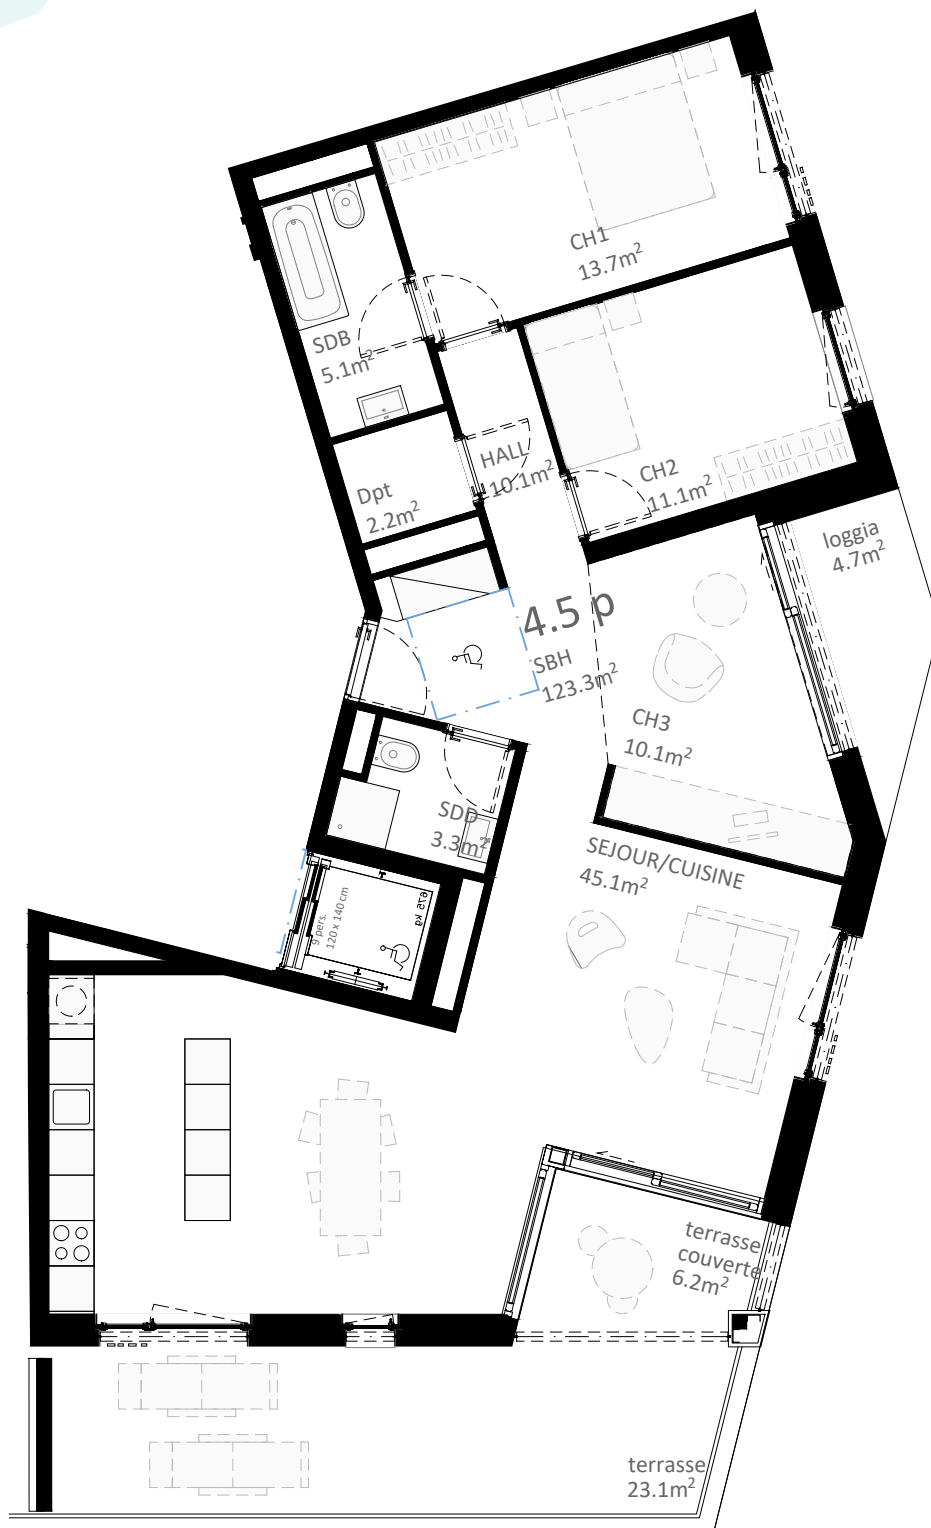 CH1
13.7m²
SDB
5.1m²
HALL
10.1m²
CH2
11.1m²
Dpt
2.2m²
loggia
4.7m²
4.5 p
SBH
123.3m²
CH3
10.1m²
SDD
3.3m²
SEJOUR/CUISINE
45.1m²
675 kg
9 pers.
120 x 140 cm
terrasse
couverte
6.2m²
terrasse
23.1m²